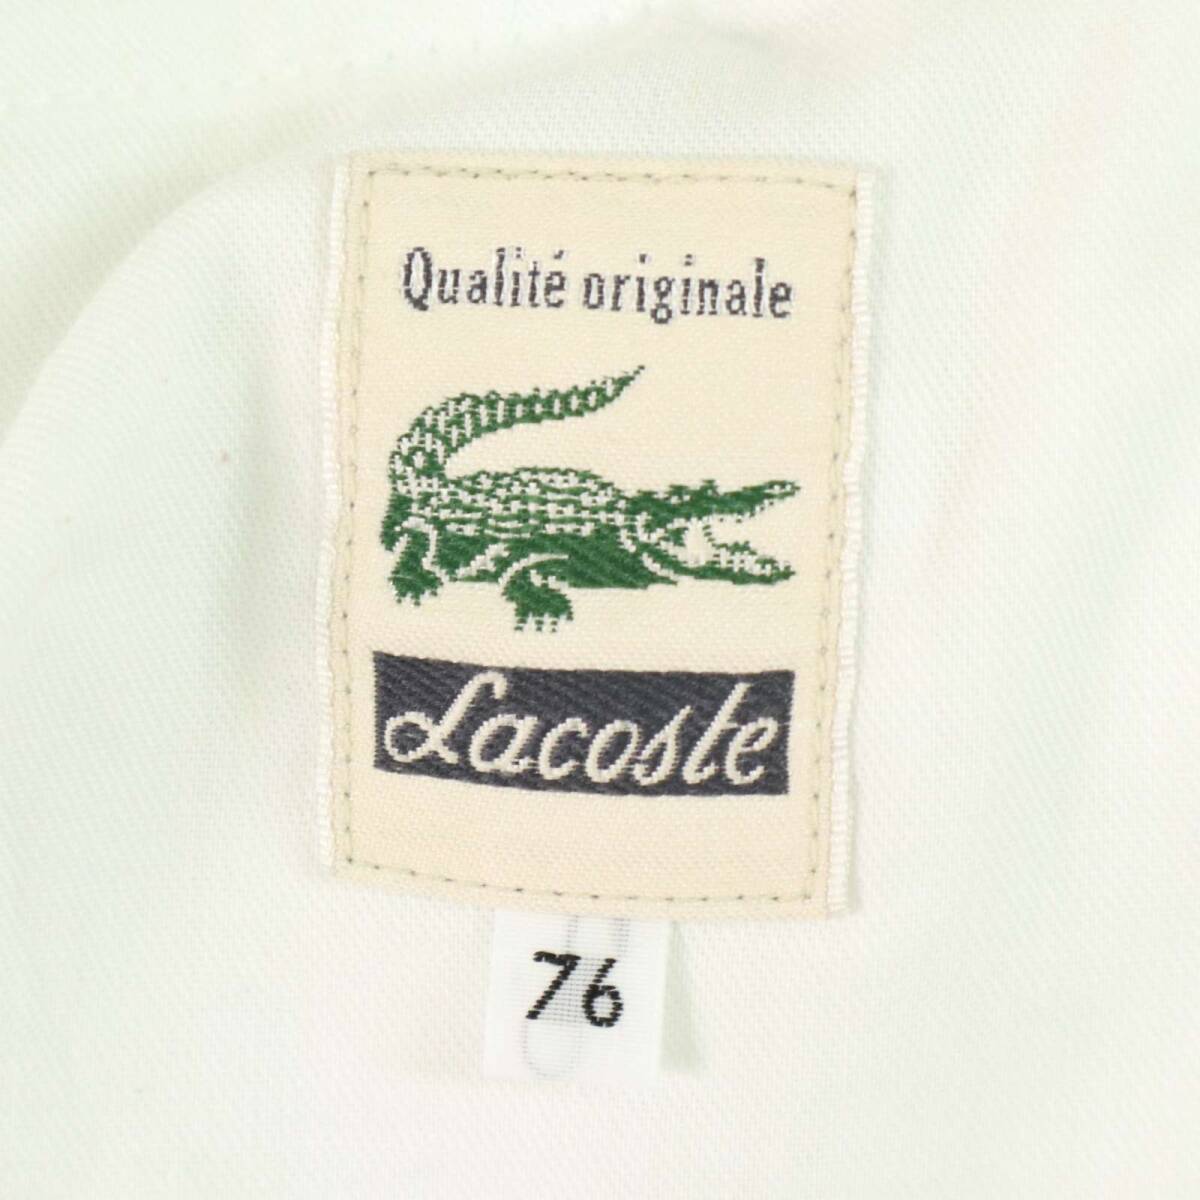 Qualité originale
Lacoste
76